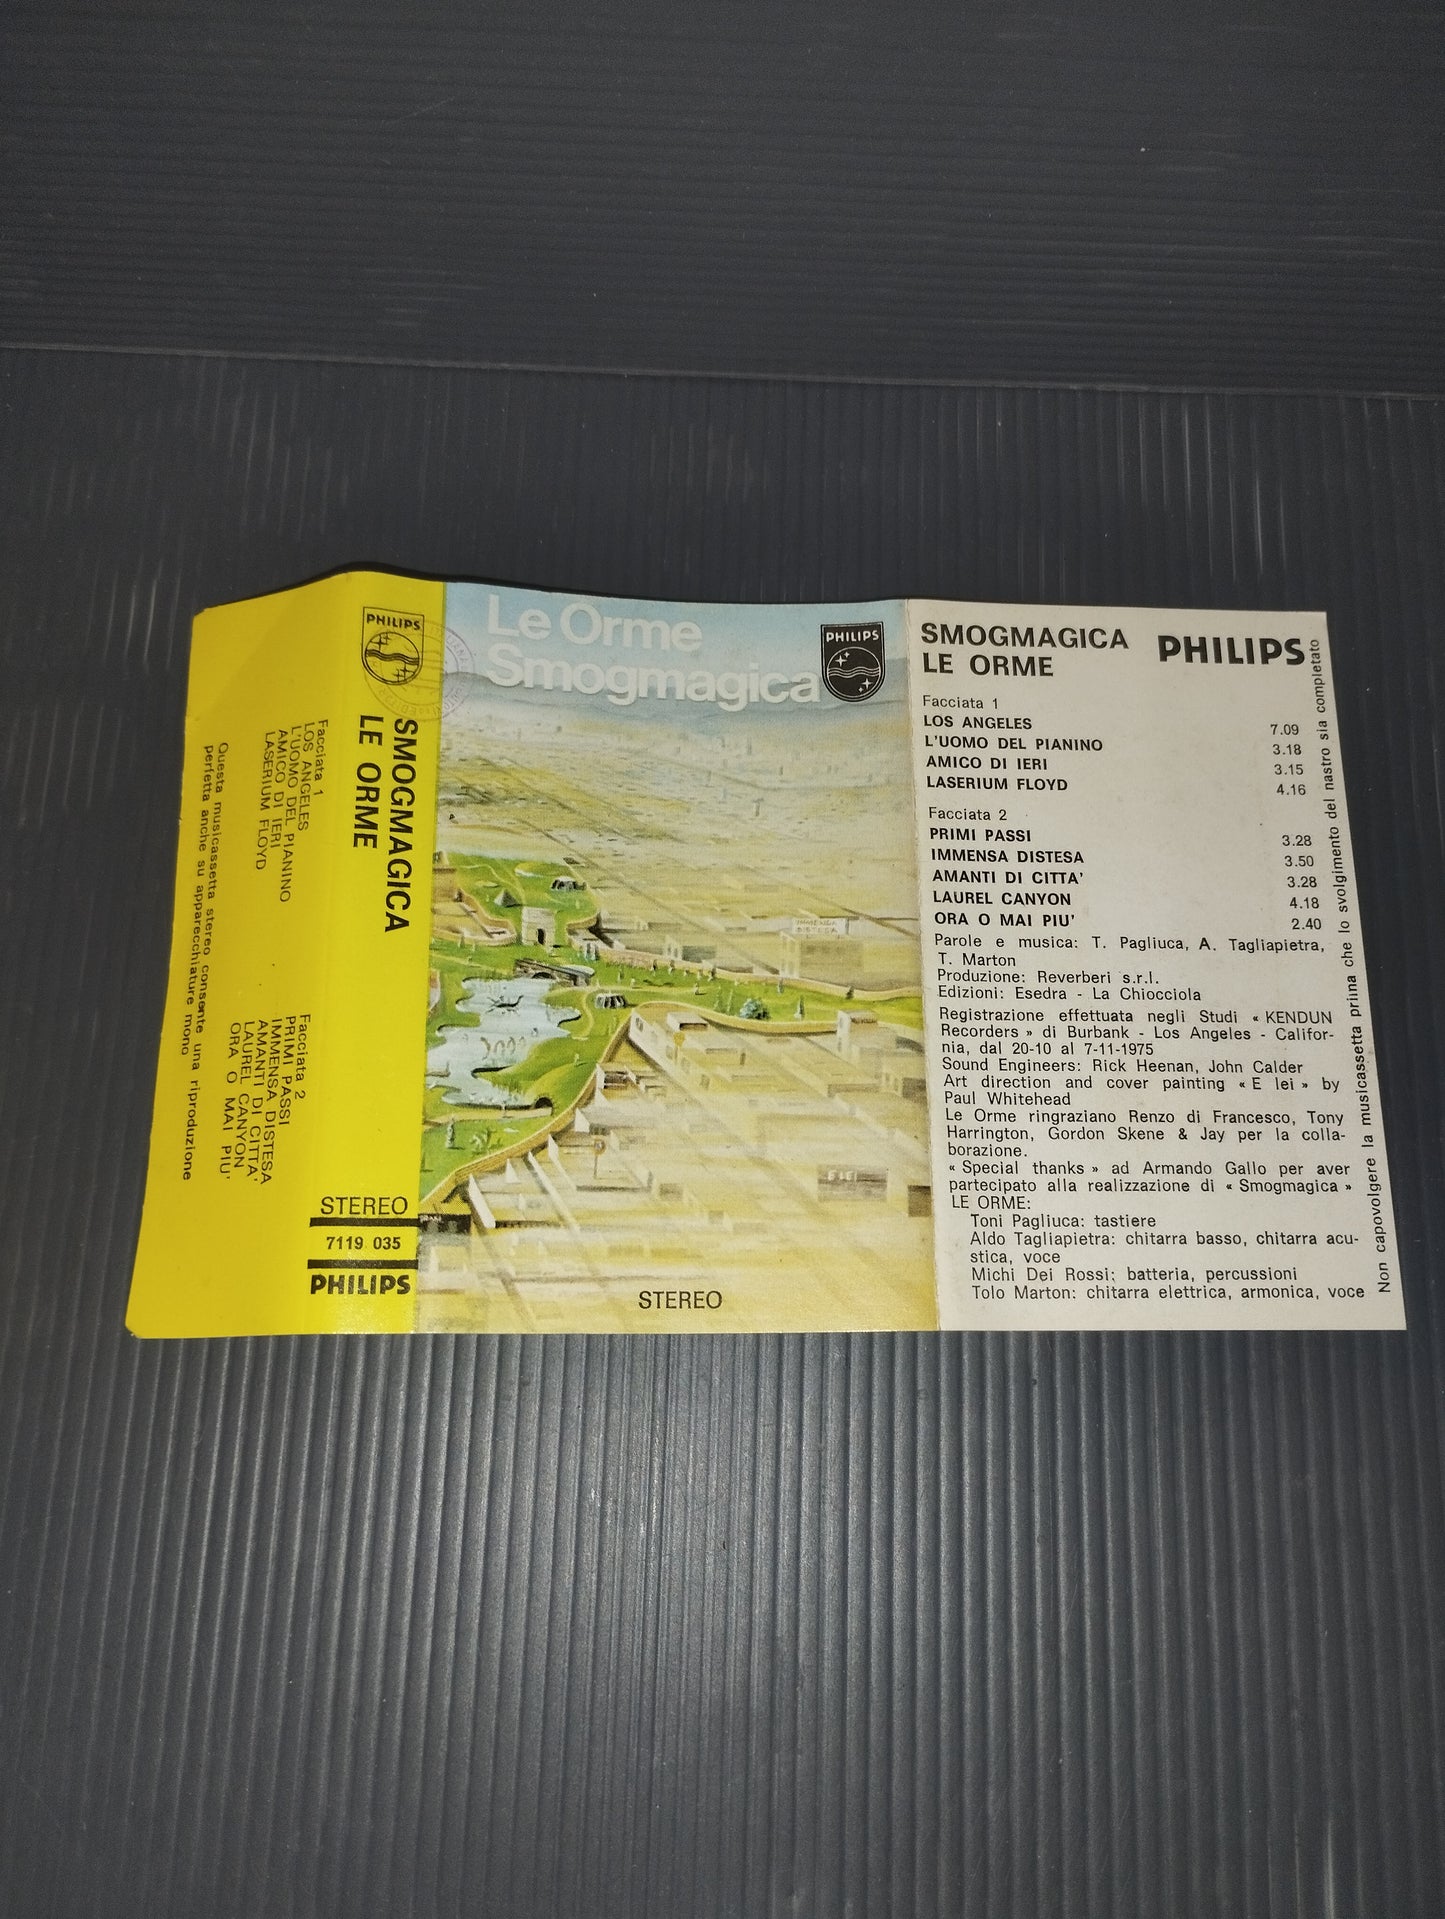 PHILIPS
SMOGMAGICA
LE ORME
Facciata 1
LOS ANGELES
L'UOMO DEL PIANINO
AMICO DI IERI
LASERIUM FLOYD
Facciata 2
PRIMI PASSI
IMMENSA DISTESA
AMANTI DI CITTA'
LAUREL CANYON
ORA O MAI PIU'
Questa musicassetta stereo consente una riproduzione
perfetta anche su apparecchiature mono
STEREO
7119 035
PHILIPS
Le Orme
Smogmagica
PHILIPS
IMMENSA
DISTESA
E LEI
STEREO
SMOGMAGICA
LE ORME
PHILIPS
Facciata 1
LOS ANGELES 7.09
L'UOMO DEL PIANINO 3.18
AMICO DI IERI 3.15
LASERIUM FLOYD 4.16
Facciata 2
PRIMI PASSI 3.28
IMMENSA DISTESA 3.50
AMANTI DI CITTA' 3.28
LAUREL CANYON 4.18
ORA O MAI PIU' 2.40
Parole e musica: T. Pagliuca, A. Tagliapietra,
T. Marton
Produzione: Reverberi s.r.l.
Edizioni: Esedra - La Chiocciola
Registrazione effettuata negli Studi « KENDUN
Recorders » di Burbank - Los Angeles - Califor-
nia, dal 20-10 al 7-11-1975
Sound Engineers: Rick Heenan, John Calder
Art direction and cover painting « E lei » by
Paul Whitehead
Le Orme ringraziano Renzo di Francesco, Tony
Harrington, Gordon Skene & Jay per la colla-
borazione.
« Special thanks » ad Armando Gallo per aver
partecipato alla realizzazione di « Smogmagica »
LE ORME:
Toni Pagliuca: tastiere
Aldo Tagliapietra: chitarra basso, chitarra acu-
stica, voce
Michi Dei Rossi: batteria, percussioni
Tolo Marton: chitarra elettrica, armonica, voce
Non capovolgere la musicassetta prima che lo svolgimento del nastro sia completato